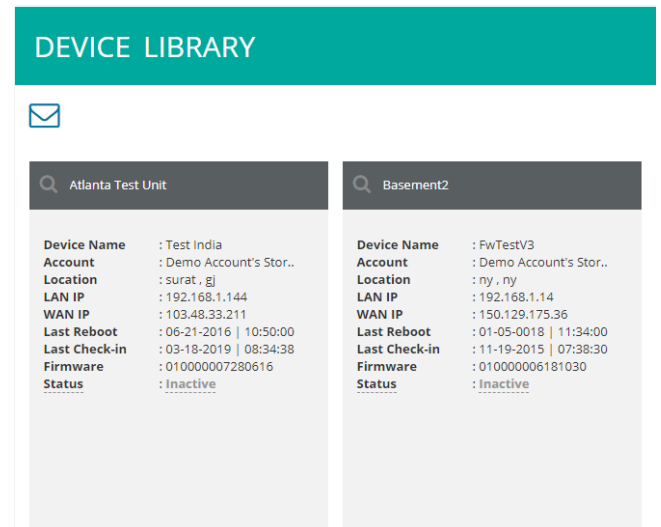 DEVICE LIBRARY
Atlanta Test Unit
Device Name : Test India
Account : Demo Account's Stor..
Location : surat , gj
LAN IP : 192.168.1.144
WAN IP : 103.48.33.211
Last Reboot : 06-21-2016 | 10:50:00
Last Check-in : 03-18-2019 | 08:34:38
Firmware : 010000007280616
Status : Inactive
Basement2
Device Name : FwTestV3
Account : Demo Account's Stor..
Location : ny , ny
LAN IP : 192.168.1.14
WAN IP : 150.129.175.36
Last Reboot : 01-05-0018 | 11:34:00
Last Check-in : 11-19-2015 | 07:38:30
Firmware : 010000006181030
Status : Inactive